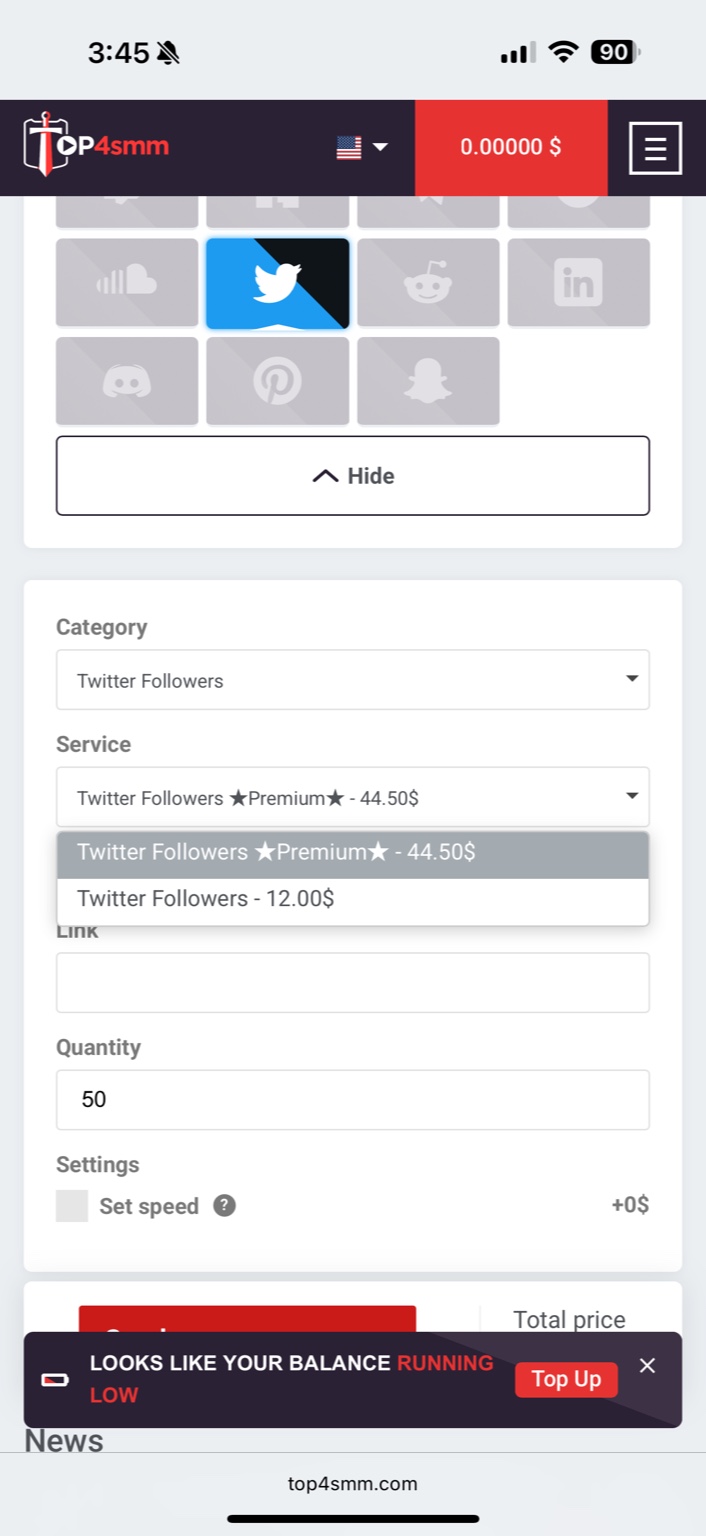 3:45
90
TOP4smm
0.00000 $
in
Hide
Category
Twitter Followers
Service
Twitter Followers ★Premium★ - 44.50$
Twitter Followers ★Premium★ - 44.50$
Twitter Followers - 12.00$
Link
Quantity
50
Settings
Set speed ?
+0$
Total price
LOOKS LIKE YOUR BALANCE RUNNING
LOW
Top Up
News
top4smm.com